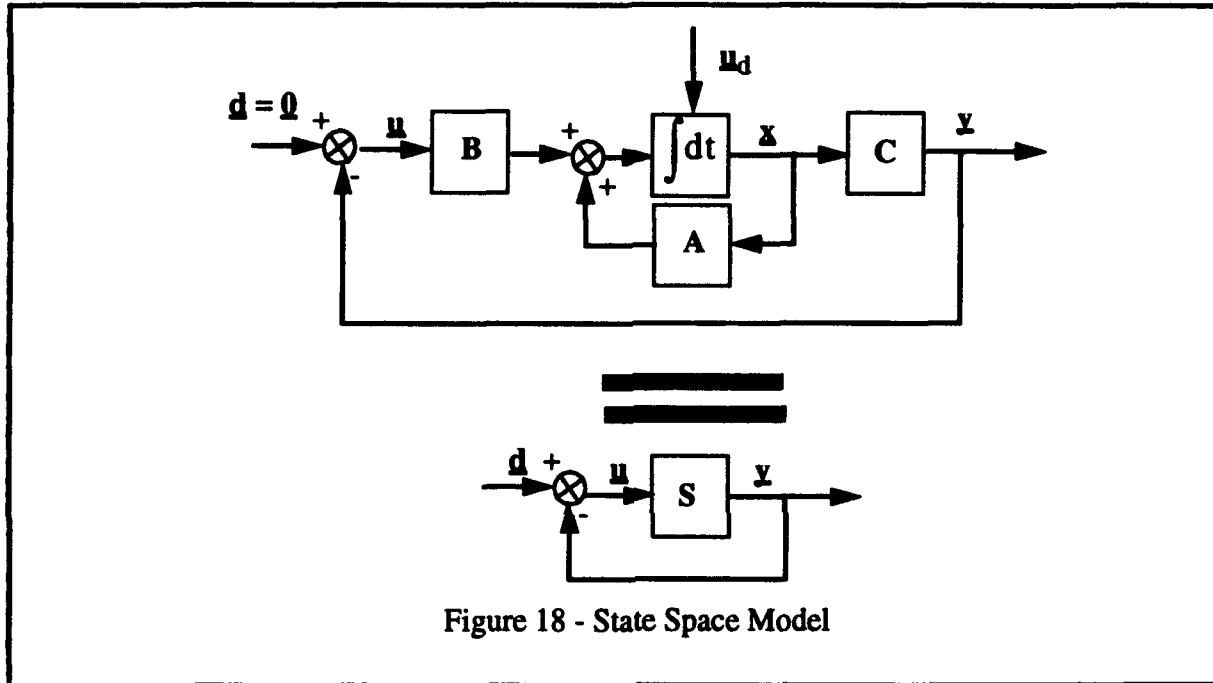 u_d
d = 0 +
u
B
+
∫dt
x
C
y
-
+
A
d +
u
S
y
-
Figure 18 - State Space Model